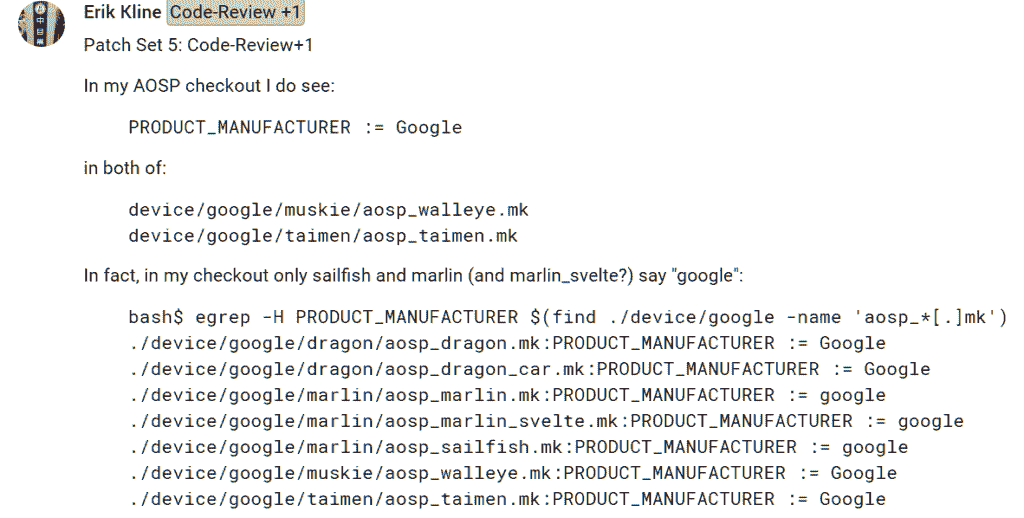 Erik Kline Code-Review +1
Patch Set 5: Code-Review+1
In my AOSP checkout I do see:
PRODUCT_MANUFACTURER := Google
in both of:
device/google/muskie/aosp_walleye.mk
device/google/taimen/aosp_taimen.mk
In fact, in my checkout only sailfish and marlin (and marlin_svelte?) say "google":
bash$ egrep -H PRODUCT_MANUFACTURER $(find ./device/google -name 'aosp_*[.]mk')
./device/google/dragon/aosp_dragon.mk:PRODUCT_MANUFACTURER := Google
./device/google/dragon/aosp_dragon_car.mk:PRODUCT_MANUFACTURER := Google
./device/google/marlin/aosp_marlin.mk:PRODUCT_MANUFACTURER := google
./device/google/marlin/aosp_marlin_svelte.mk:PRODUCT_MANUFACTURER := google
./device/google/marlin/aosp_sailfish.mk:PRODUCT_MANUFACTURER := google
./device/google/muskie/aosp_walleye.mk:PRODUCT_MANUFACTURER := Google
./device/google/taimen/aosp_taimen.mk:PRODUCT_MANUFACTURER := Google